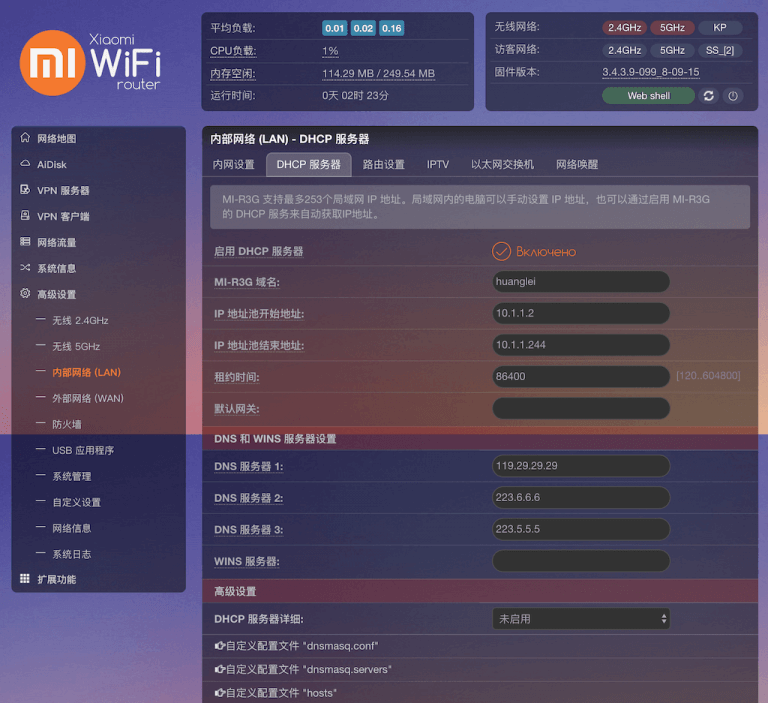 Xiaomi
MI WiFi
router
平均负载: 0.01 0.02 0.16
CPU负载: 1%
内存空闲: 114.29 MB / 249.54 MB
运行时间: 0天 02时 23分
无线网络: 2.4GHz 5GHz KP
访客网络: 2.4GHz 5GHz SS_[2]
固件版本: 3.4.3.9-099_8-09-15
Web shell
网络地图
AiDisk
VPN 服务器
VPN 客户端
网络流量
系统信息
高级设置
无线 2.4GHz
无线 5GHz
内部网络 (LAN)
外部网络 (WAN)
防火墙
USB 应用程序
系统管理
自定义设置
网络信息
系统日志
扩展功能
内部网络 (LAN) - DHCP 服务器
内网设置 DHCP 服务器 路由设置 IPTV 以太网交换机 网络唤醒
MI-R3G 支持最多253个局域网 IP 地址。局域网内的电脑可以手动设置 IP 地址，也可以通过启用 MI-R3G
的 DHCP 服务来自动获取IP地址。
启用 DHCP 服务器 Включено
MI-R3G 域名: huanglei
IP 地址池开始地址: 10.1.1.2
IP 地址池结束地址: 10.1.1.244
租约时间: 86400 [120..604800]
默认网关:
DNS 和 WINS 服务器设置
DNS 服务器 1: 119.29.29.29
DNS 服务器 2: 223.6.6.6
DNS 服务器 3: 223.5.5.5
WINS 服务器:
高级设置
DHCP 服务器详细: 未启用
自定义配置文件 "dnsmasq.conf"
自定义配置文件 "dnsmasq.servers"
自定义配置文件 "hosts"